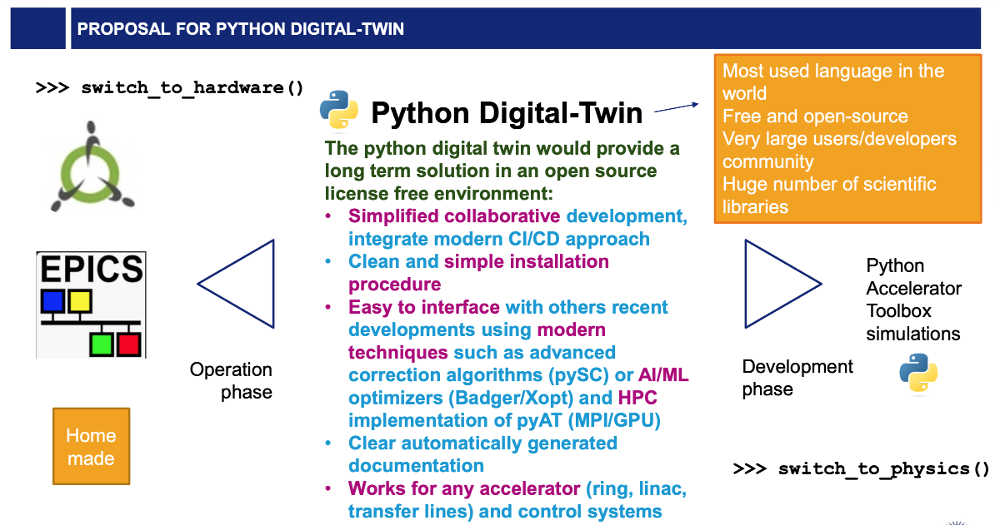 PROPOSAL FOR PYTHON DIGITAL-TWIN
>>> switch_to_hardware()
EPICS
Home
made
Operation
phase
Python Digital-Twin
The python digital twin would provide a
long term solution in an open source
license free environment:
• Simplified collaborative development,
integrate modern CI/CD approach
• Clean and simple installation
procedure
• Easy to interface with others recent
developments using modern
techniques such as advanced
correction algorithms (pySC) or AI/ML
optimizers (Badger/Xopt) and HPC
implementation of pyAT (MPI/GPU)
• Clear automatically generated
documentation
• Works for any accelerator (ring, linac,
transfer lines) and control systems
Most used language in the
world
Free and open-source
Very large users/developers
community
Huge number of scientific
libraries
Python
Accelerator
Toolbox
simulations
Development
phase
>>> switch_to_physics()